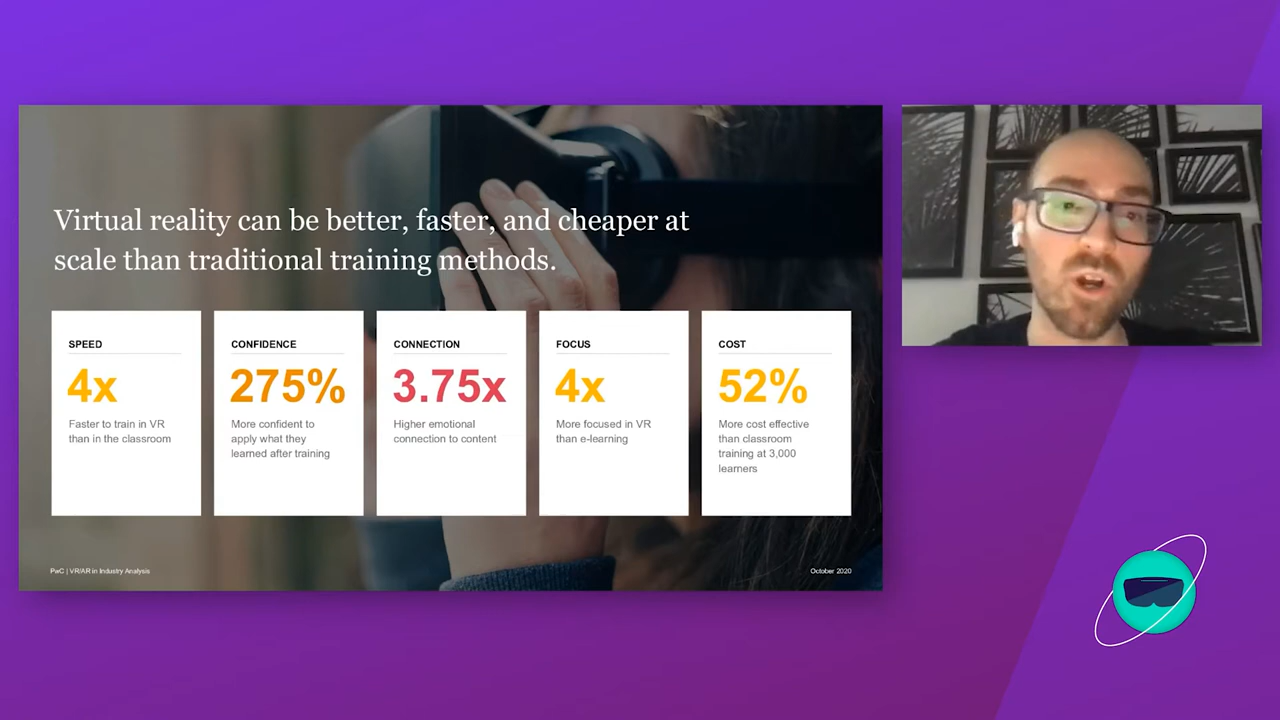 Virtual reality can be better, faster, and cheaper at
scale than traditional training methods.
SPEED
4x
Faster to train in VR
than in the classroom
CONFIDENCE
275%
More confident to
apply what they
learned after training
CONNECTION
3.75x
Higher emotional
connection to content
FOCUS
4x
More focused in VR
than e-learning
COST
52%
More cost effective
than classroom
training at 3,000
learners
PwC | VR/AR in Industry Analysis
October 2020